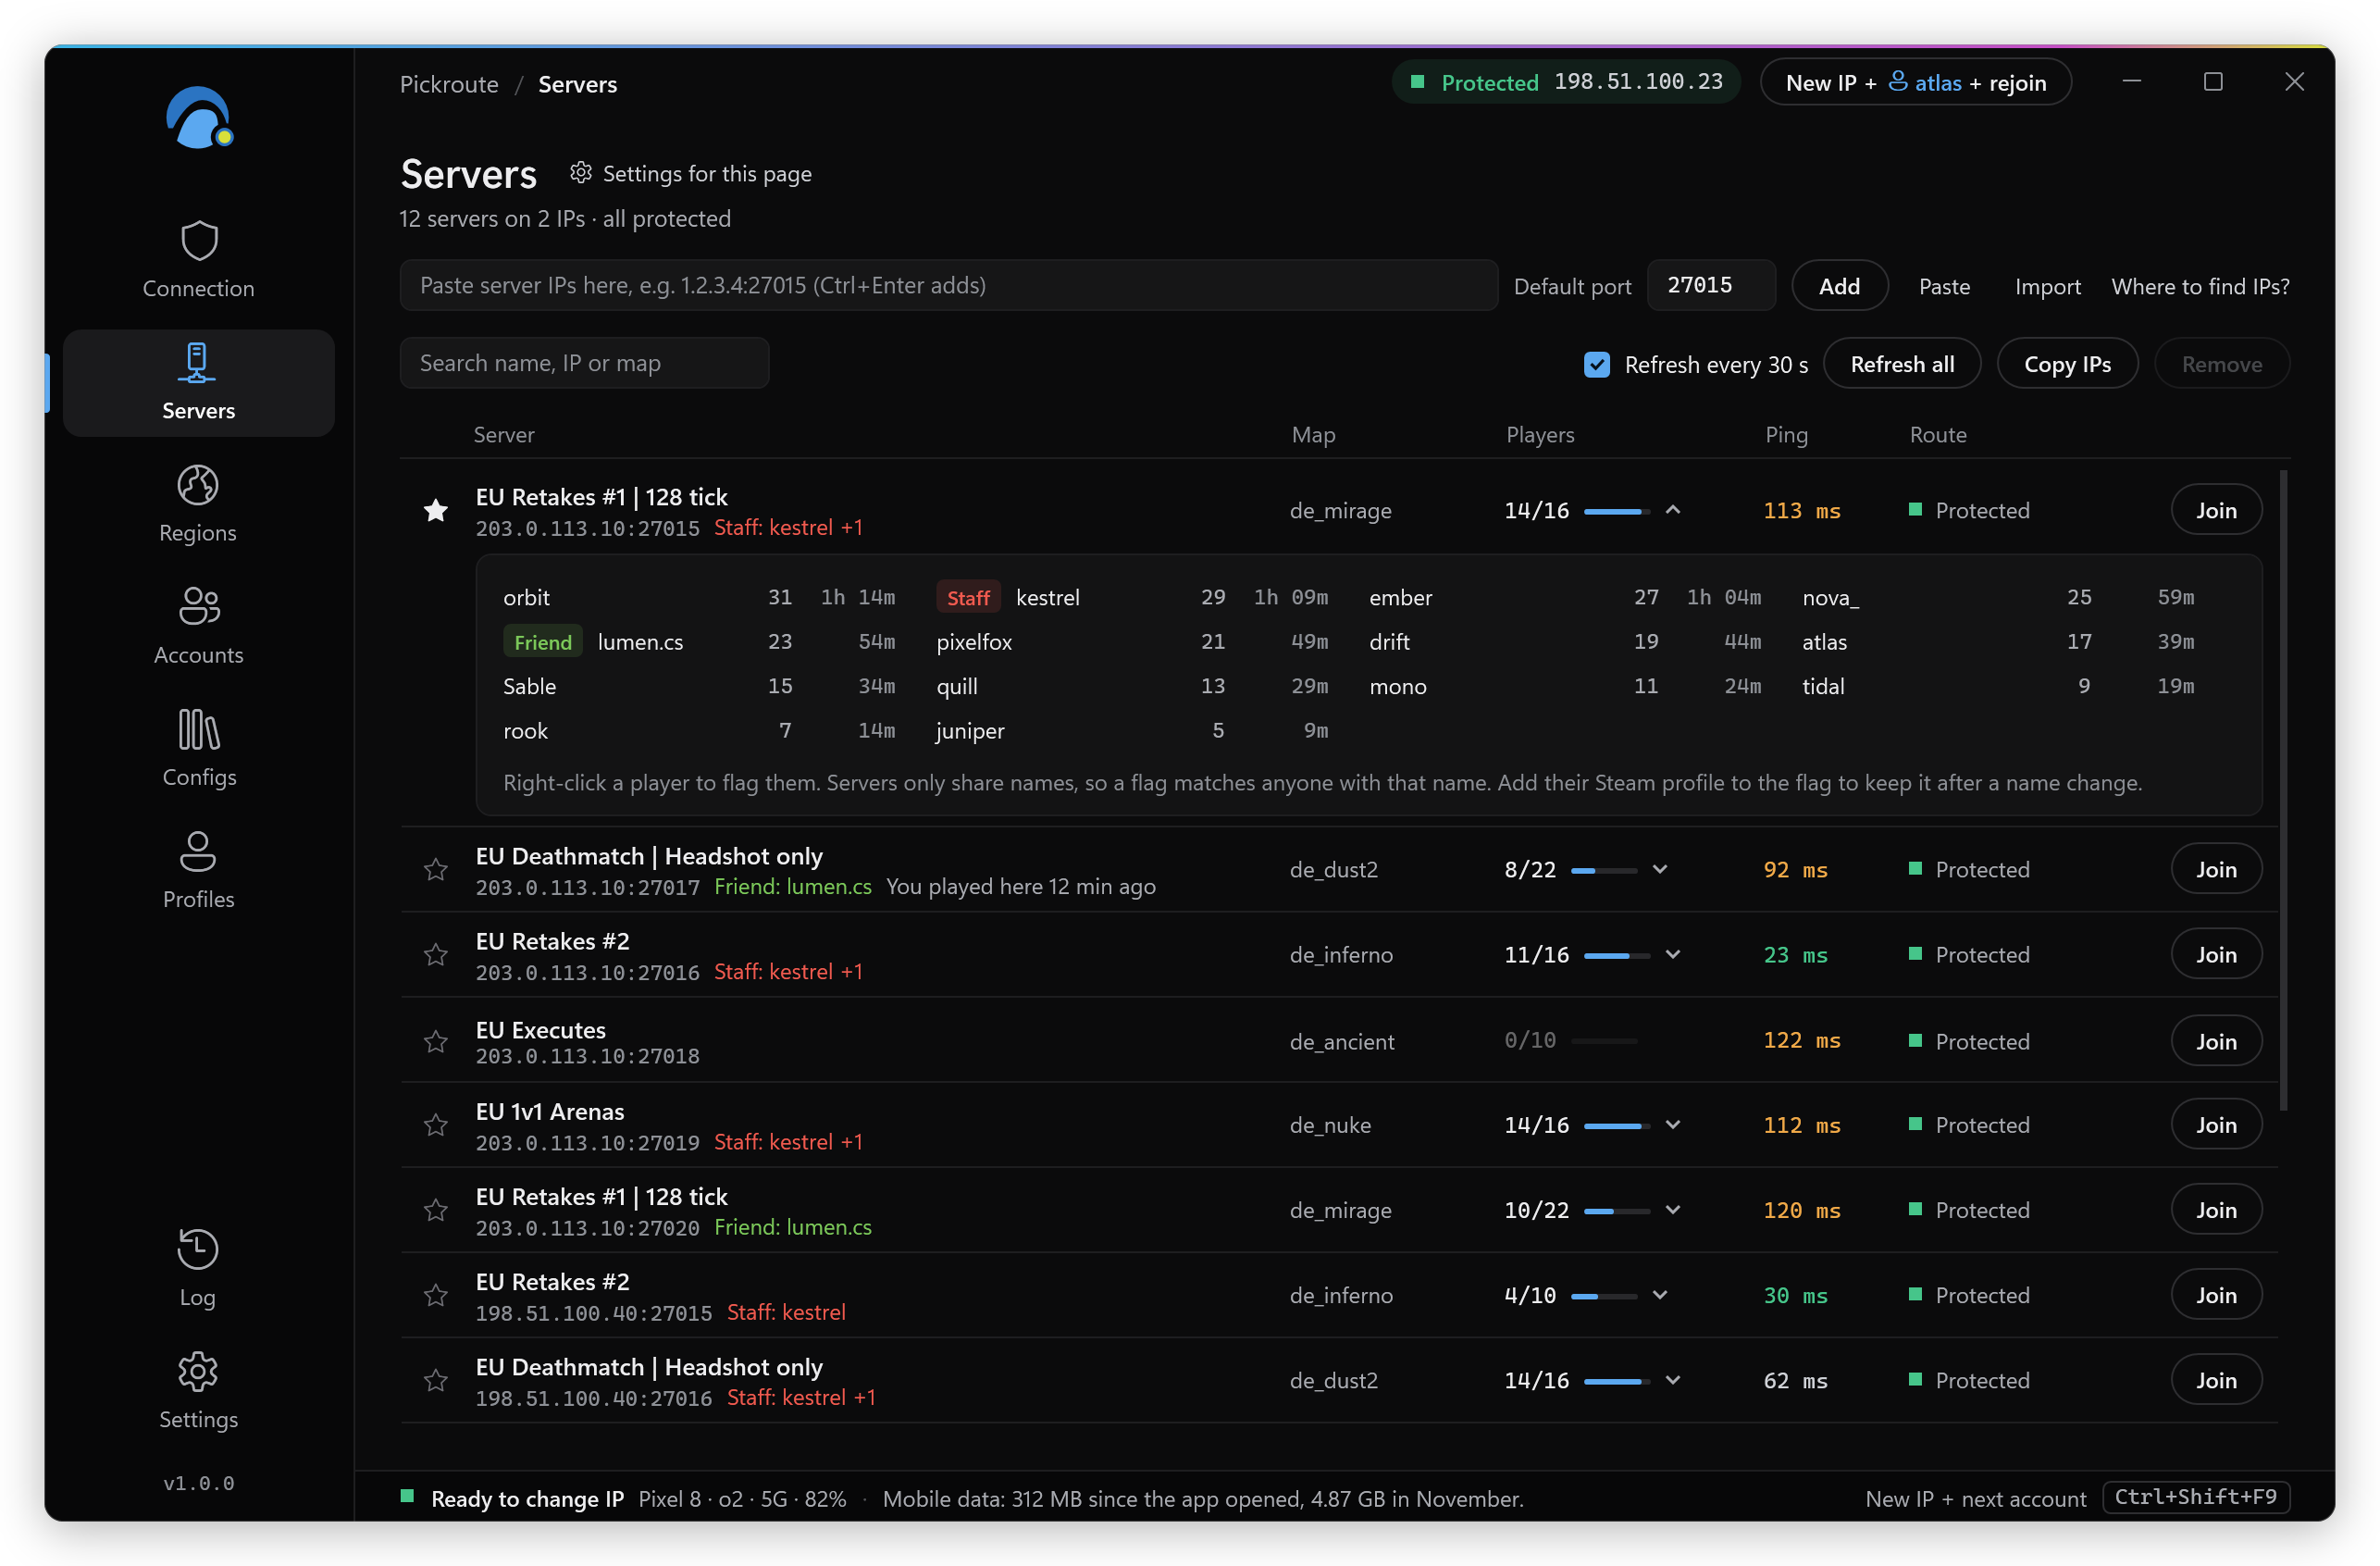 Pickroute / Servers
Protected 198.51.100.23
New IP + atlas + rejoin
Connection
Servers
Regions
Accounts
Configs
Profiles
Log
Settings
v1.0.0
Servers Settings for this page
12 servers on 2 IPs · all protected
Paste server IPs here, e.g. 1.2.3.4:27015 (Ctrl+Enter adds) Default port 27015 Add Paste Import Where to find IPs?
Search name, IP or map Refresh every 30 s Refresh all Copy IPs Remove
Server Map Players Ping Route
EU Retakes #1 | 128 tick
203.0.113.10:27015 Staff: kestrel +1
de_mirage 14/16 113 ms Protected Join
orbit 31 1h 14m Staff kestrel 29 1h 09m ember 27 1h 04m nova_ 25 59m
Friend lumen.cs 23 54m pixelfox 21 49m drift 19 44m atlas 17 39m
Sable 15 34m quill 13 29m mono 11 24m tidal 9 19m
rook 7 14m juniper 5 9m
Right-click a player to flag them. Servers only share names, so a flag matches anyone with that name. Add their Steam profile to the flag to keep it after a name change.
EU Deathmatch | Headshot only
203.0.113.10:27017 Friend: lumen.cs You played here 12 min ago
de_dust2 8/22 92 ms Protected Join
EU Retakes #2
203.0.113.10:27016 Staff: kestrel +1
de_inferno 11/16 23 ms Protected Join
EU Executes
203.0.113.10:27018
de_ancient 0/10 122 ms Protected Join
EU 1v1 Arenas
203.0.113.10:27019 Staff: kestrel +1
de_nuke 14/16 112 ms Protected Join
EU Retakes #1 | 128 tick
203.0.113.10:27020 Friend: lumen.cs
de_mirage 10/22 120 ms Protected Join
EU Retakes #2
198.51.100.40:27015 Staff: kestrel
de_inferno 4/10 30 ms Protected Join
EU Deathmatch | Headshot only
198.51.100.40:27016 Staff: kestrel +1
de_dust2 14/16 62 ms Protected Join
Ready to change IP Pixel 8 · o2 · 5G · 82% · Mobile data: 312 MB since the app opened, 4.87 GB in November.
New IP + next account Ctrl+Shift+F9